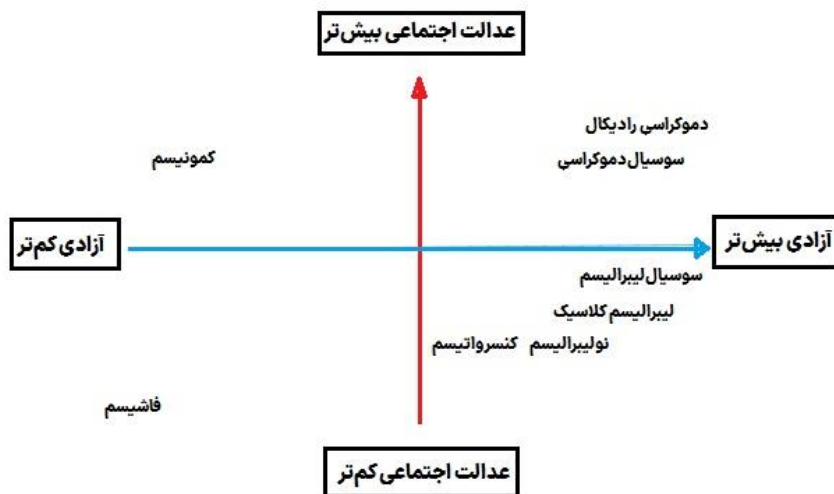 عدالت اجتماعی بیش‌تر
دموکراسی رادیکال
کمونیسم
سوسیال دموکراسی
آزادی بیش‌تر
آزادی کم‌تر
سوسیال لیبرالیسم
لیبرالیسم کلاسیک
نولیبرالیسم کنسرواتیسم
فاشیسم
عدالت اجتماعی کم‌تر